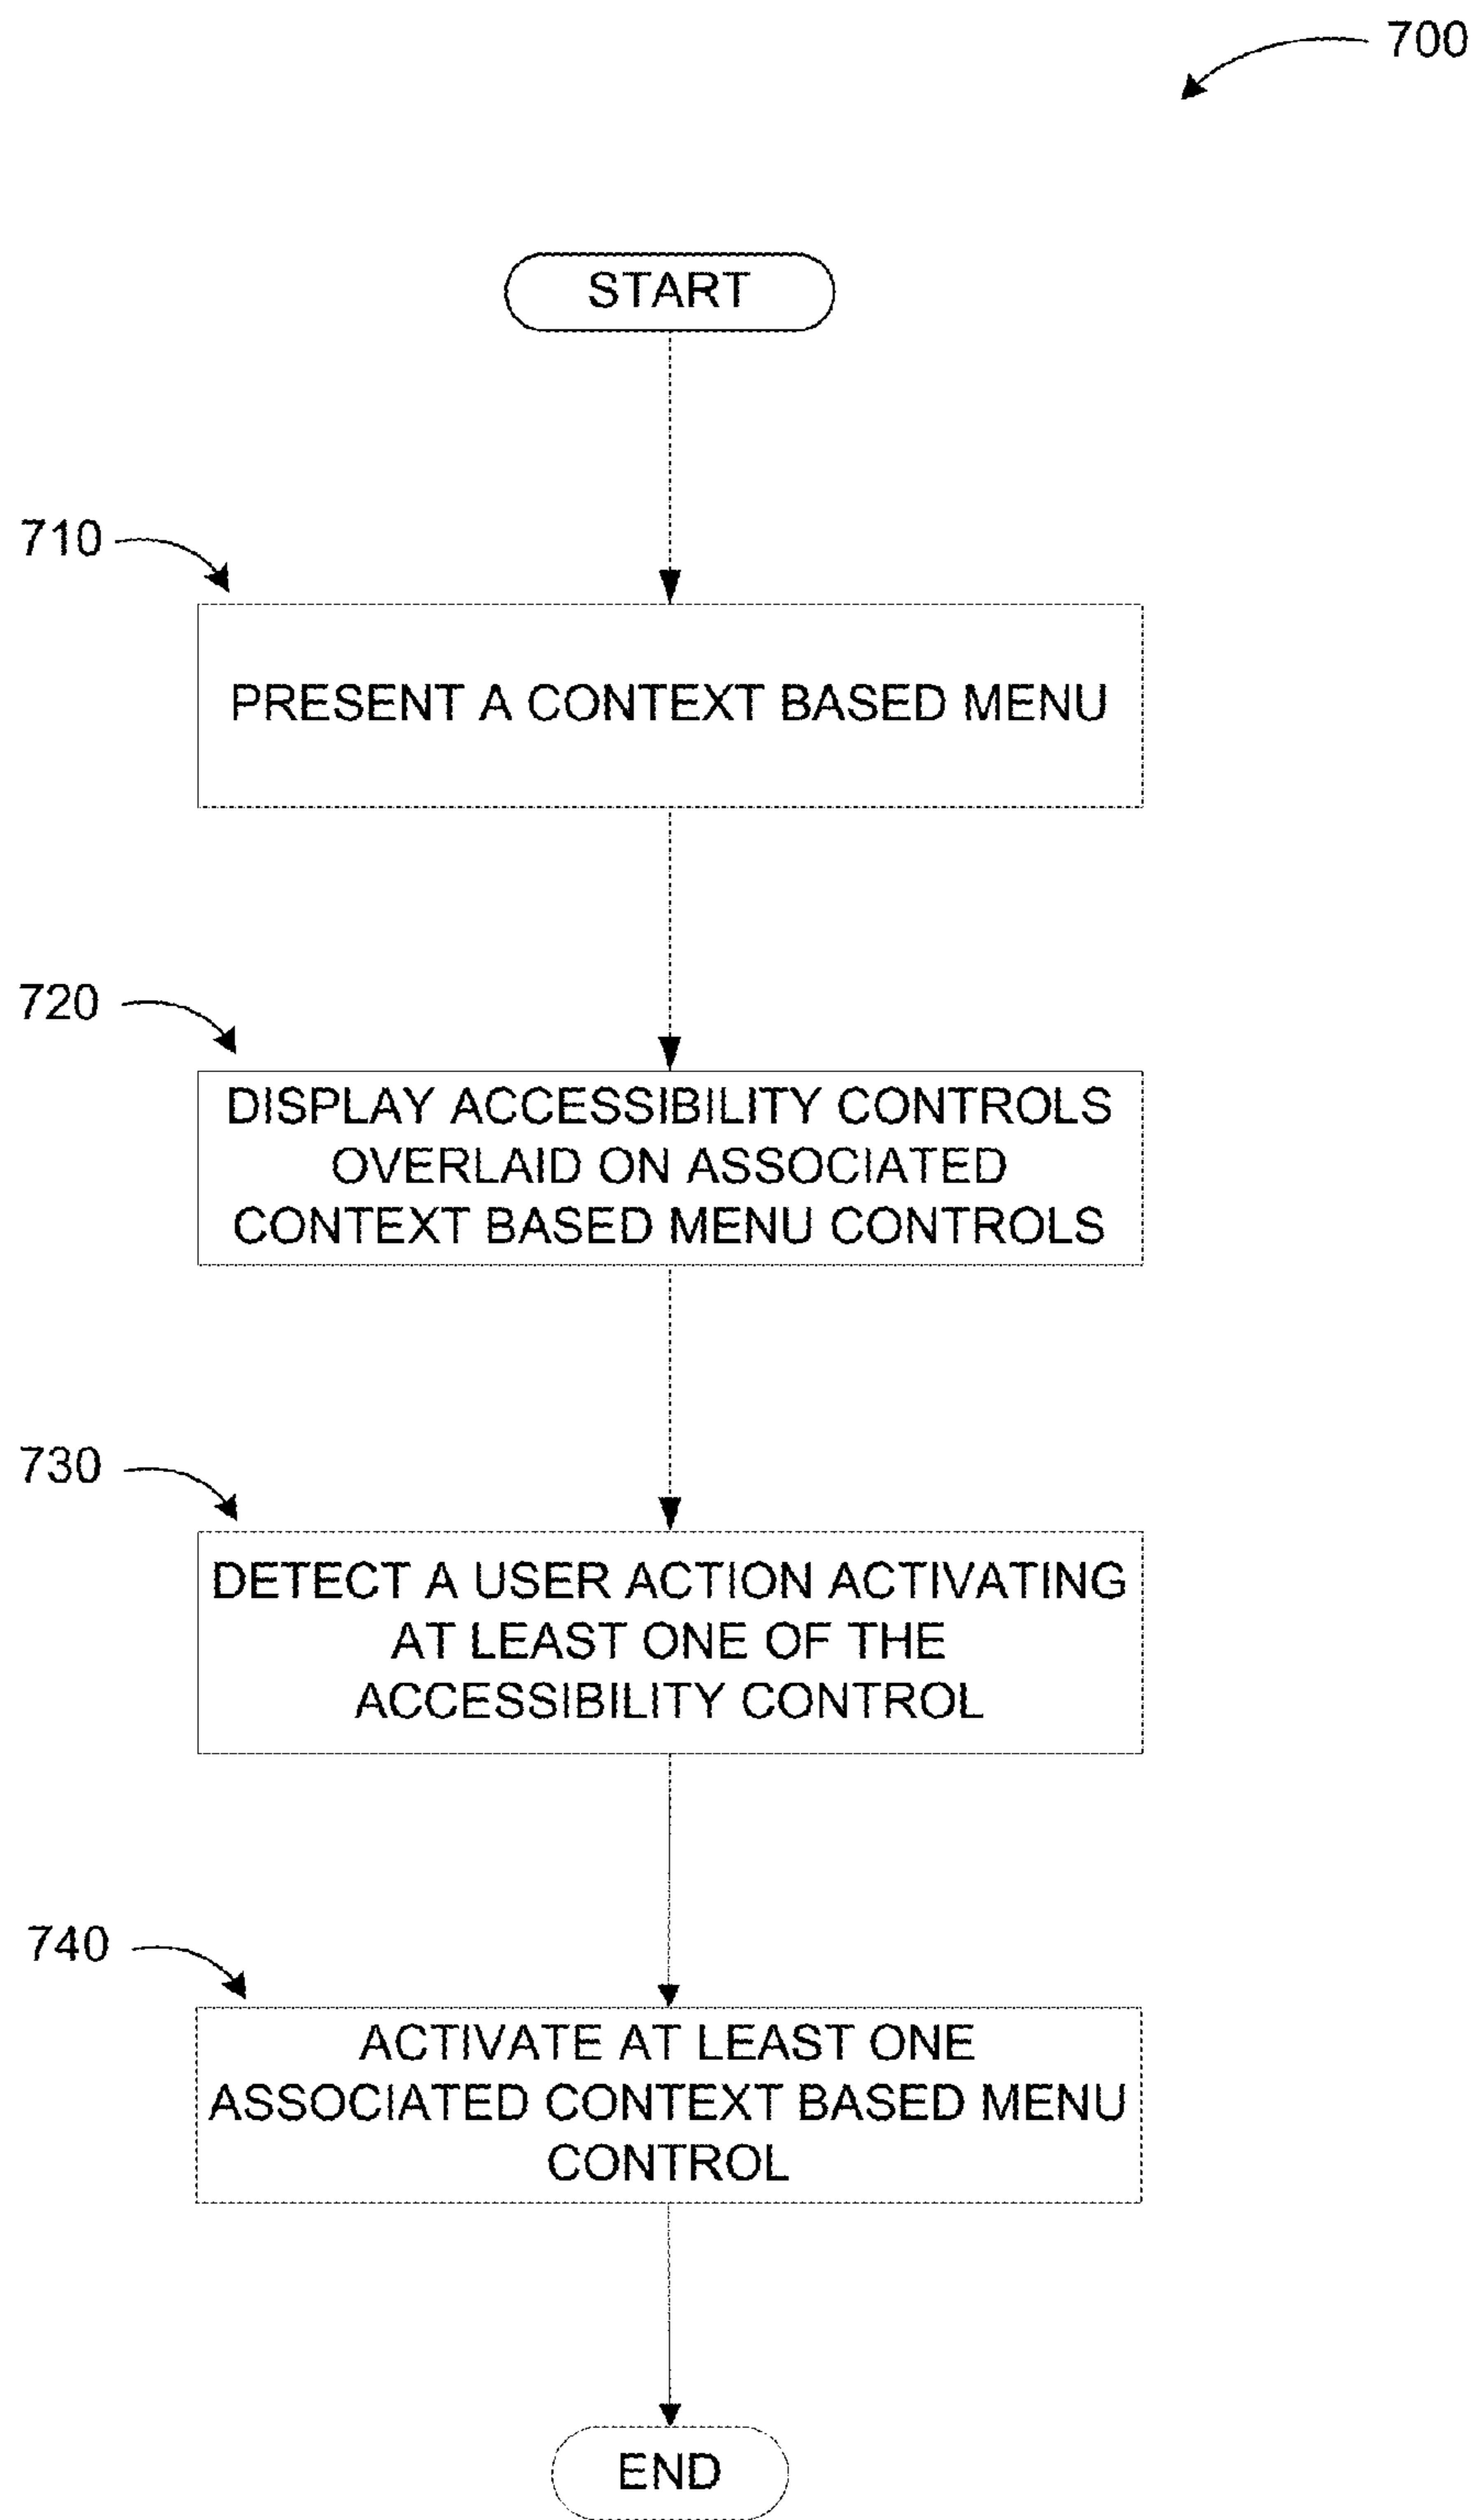 700
START
710
PRESENT A CONTEXT BASED MENU
720
DISPLAY ACCESSIBILITY CONTROLS
OVERLAID ON ASSOCIATED
CONTEXT BASED MENU CONTROLS
730
DETECT A USER ACTION ACTIVATING
AT LEAST ONE OF THE
ACCESSIBILITY CONTROL
740
ACTIVATE AT LEAST ONE
ASSOCIATED CONTEXT BASED MENU
CONTROL
END